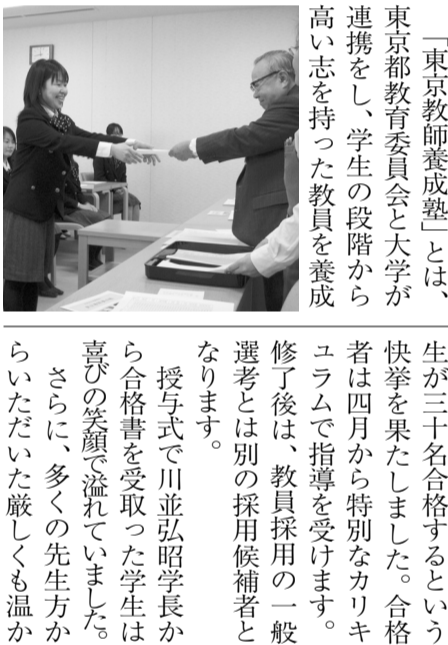 「東京教師養成塾」とは、
東京都教育委員会と大学が
連携をし、学生の段階から
高い志を持った教員を養成
生が三十名合格するという
快挙を果たしました。合格
者は四月から特別なカリキ
ュラムで指導を受けます。
修了後は、教員採用の一般
選考とは別の採用候補者と
なります。
授与式で川並弘昭学長か
ら合格書を受取った学生は
喜びの笑顔で溢れていました。
さらに、多くの先生方か
らいただいた厳しくも温か